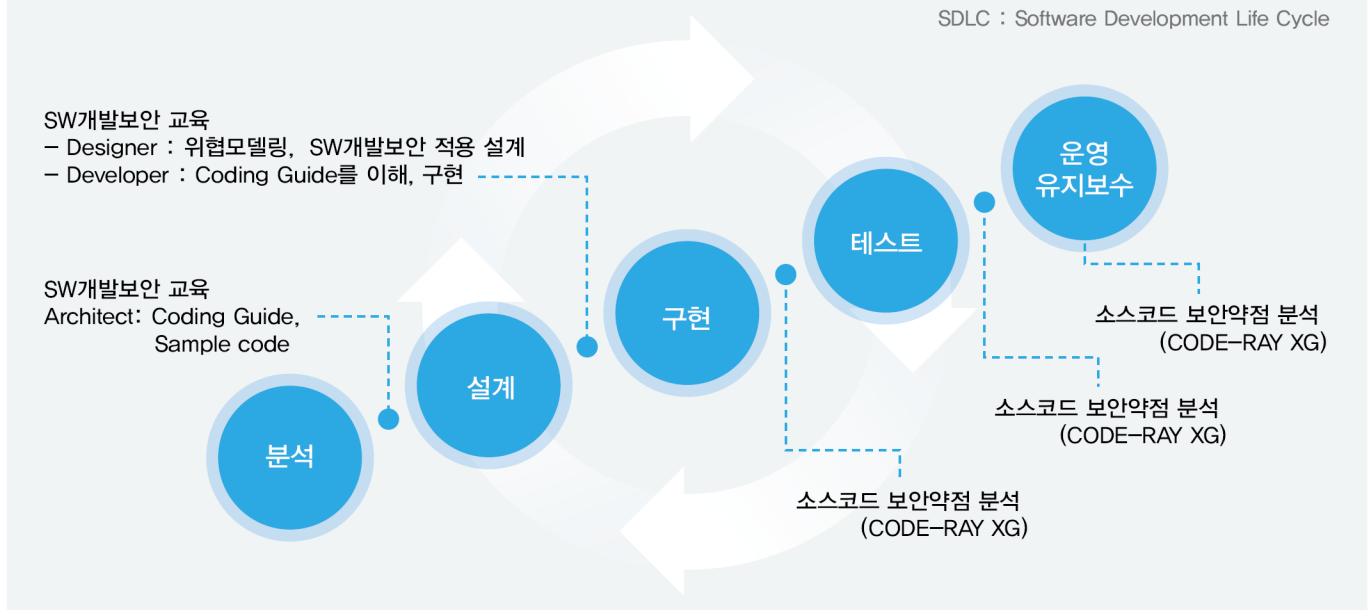 SDLC : Software Development Life Cycle
SW개발보안 교육
- Designer : 위협모델링, SW개발보안 적용 설계
- Developer : Coding Guide를 이해, 구현
SW개발보안 교육
Architect: Coding Guide,
Sample code
분석
설계
구현
테스트
운영
유지보수
소스코드 보안약점 분석
(CODE-RAY XG)
소스코드 보안약점 분석
(CODE-RAY XG)
소스코드 보안약점 분석
(CODE-RAY XG)